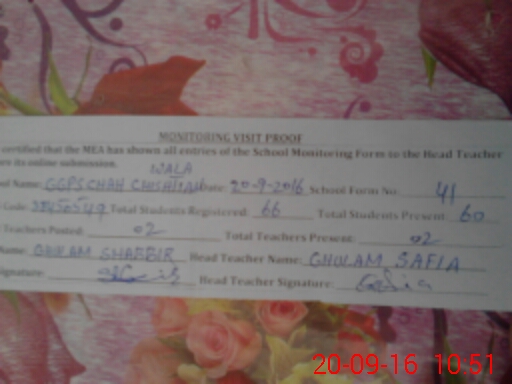 MONITORING VISIT PROOF
certified that the MEA has shown all entries of the School Monitoring Form to the Head Teacher
its online submission.
WALA
Name: GGPS CHAH CHISHTIAN Date: 20-9-2016 School Form No: 41
Code: Total Students Registered: 66 Total Students Present: 60
Teachers Posted: 02 Total Teachers Present: 02
Name: GHULAM SHABBIR Head Teacher Name: GHULAM SAFIA
Signature: Head Teacher Signature:
20-09-16 10:51